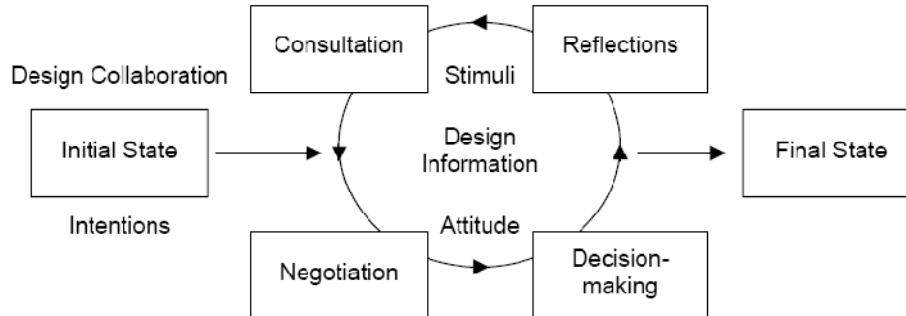 Consultation
Reflections
Design Collaboration
Stimuli
Initial State
Design
Information
Final State
Intentions
Attitude
Negotiation
Decision-
making